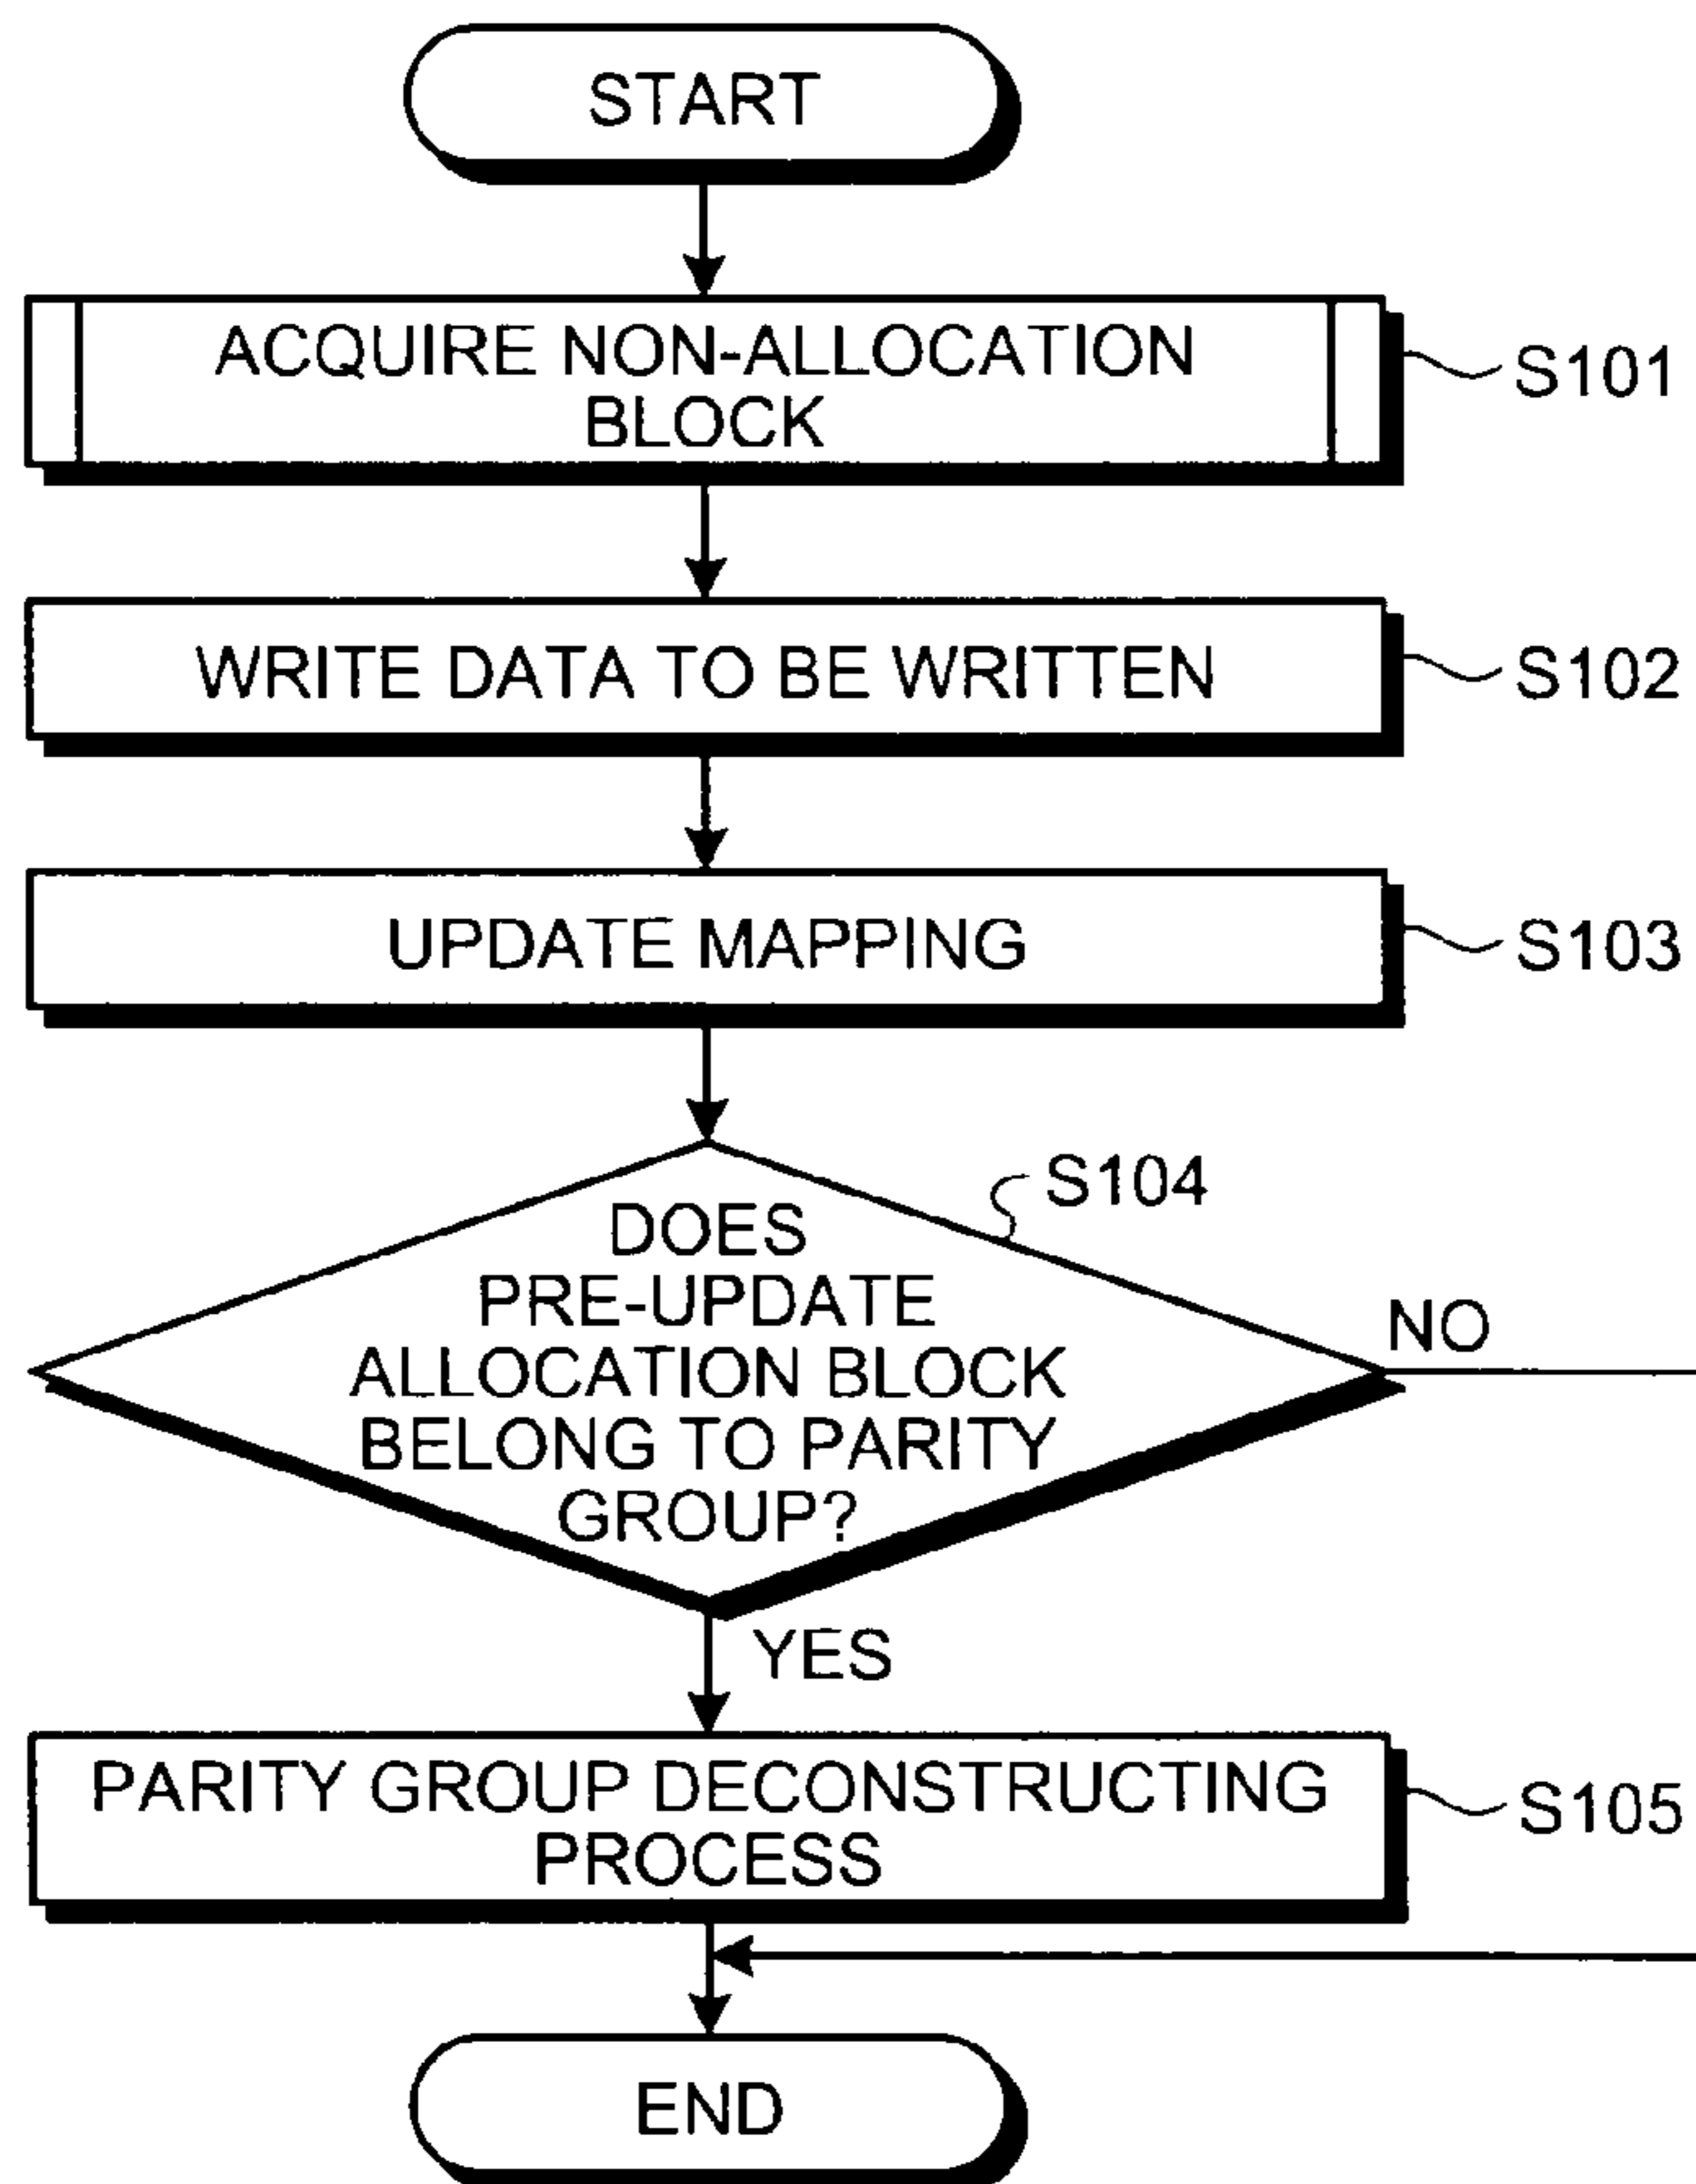 START
ACQUIRE NON-ALLOCATION
BLOCK
S101
WRITE DATA TO BE WRITTEN
S102
UPDATE MAPPING
S103
S104
DOES
PRE-UPDATE
ALLOCATION BLOCK
BELONG TO PARITY
GROUP?
NO
YES
PARITY GROUP DECONSTRUCTING
PROCESS
S105
END